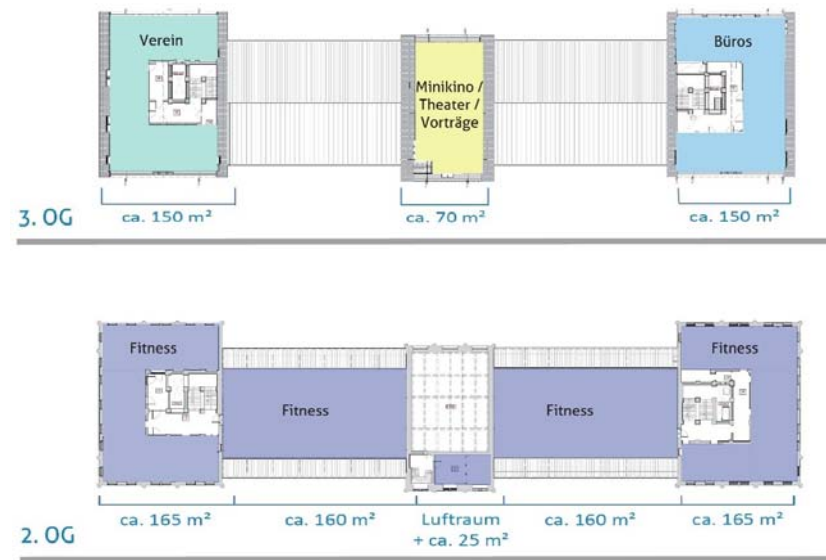 Verein
Büros
Minikino /
Theater /
Vorträge
3. OG
ca. 150 m²
ca. 70 m²
ca. 150 m²
Fitness
Fitness
Fitness
Fitness
2. OG
ca. 165 m²
ca. 160 m²
Luftraum
+ ca. 25 m²
ca. 160 m²
ca. 165 m²